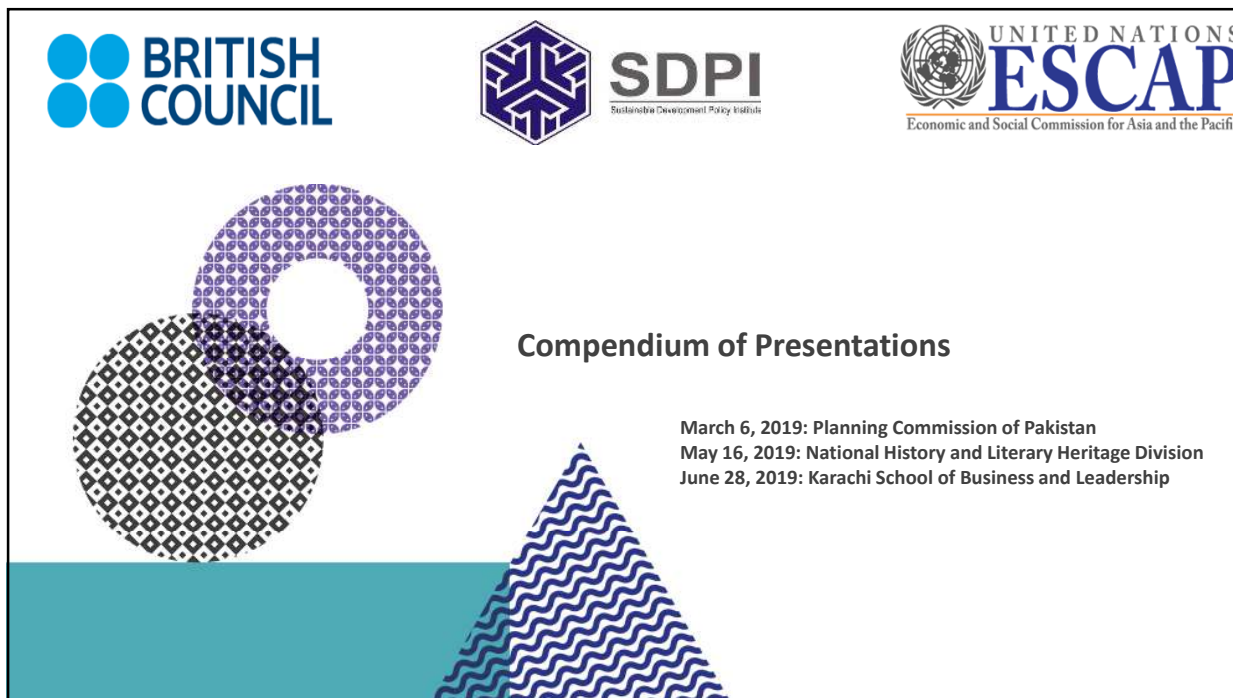 BRITISH
COUNCIL
SDPI
Sustainable Development Policy Institute
UNITED NATIONS
ESCAP
Economic and Social Commission for Asia and the Pacifi
Compendium of Presentations
March 6, 2019: Planning Commission of Pakistan
May 16, 2019: National History and Literary Heritage Division
June 28, 2019: Karachi School of Business and Leadership